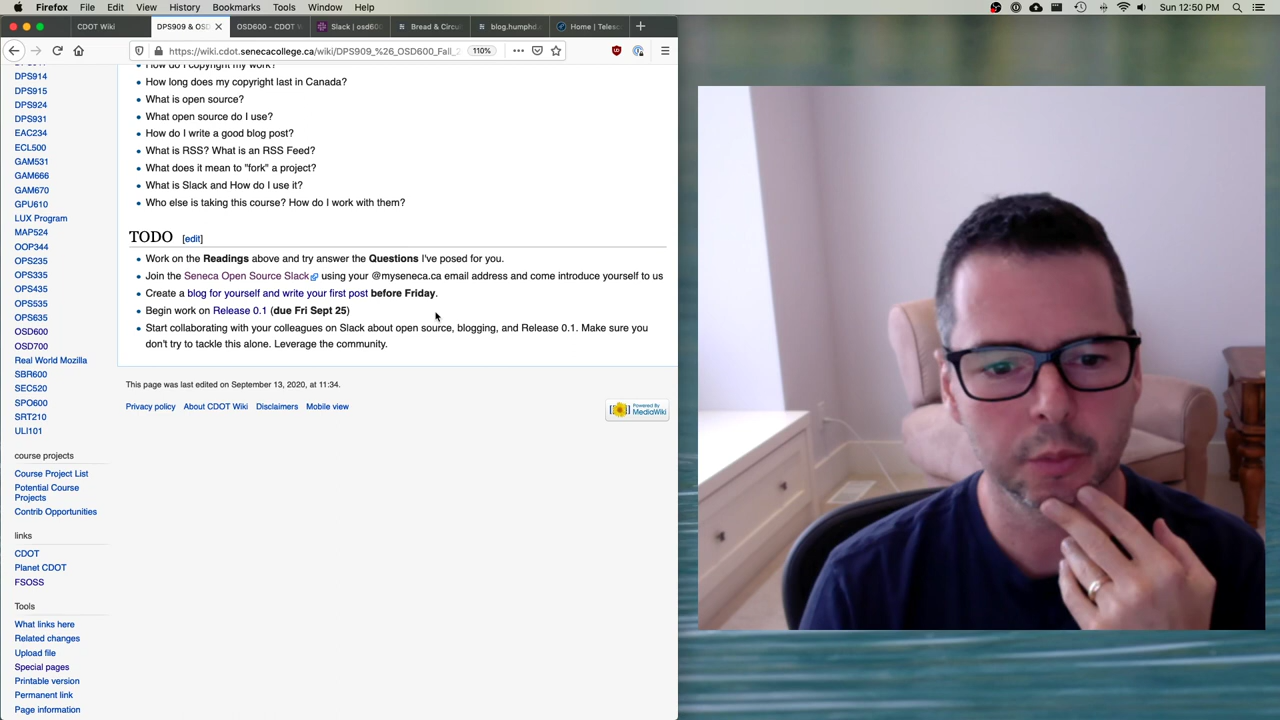 Firefox File Edit View History Bookmarks Tools Window Help
Sun 12:50 PM
CDOT Wiki
DPS909 & OSD
OSD600 - CDOT W
Slack | osd600
Bread & Circu
blog.humphd.
Home | Telesc
https://wiki.cdot.senecacollege.ca/wiki/DPS909_%26_OSD600_Fall_2
110%
DPS914
DPS915
DPS924
DPS931
EAC234
ECL500
GAM531
GAM666
GAM670
GPU610
LUX Program
MAP524
OOP344
OPS235
OPS335
OPS435
OPS535
OPS635
OSD600
OSD700
Real World Mozilla
SBR600
SEC520
SPO600
SRT210
ULI101
course projects
Course Project List
Potential Course
Projects
Contrib Opportunities
links
CDOT
Planet CDOT
FSOSS
Tools
What links here
Related changes
Upload file
Special pages
Printable version
Permanent link
Page information
How do I copyright my work?
How long does my copyright last in Canada?
What is open source?
What open source do I use?
How do I write a good blog post?
What is RSS? What is an RSS Feed?
What does it mean to "fork" a project?
What is Slack and How do I use it?
Who else is taking this course? How do I work with them?
TODO [edit]
Work on the Readings above and try answer the Questions I've posed for you.
Join the Seneca Open Source Slack using your @myseneca.ca email address and come introduce yourself to us
Create a blog for yourself and write your first post before Friday.
Begin work on Release 0.1 (due Fri Sept 25)
Start collaborating with your colleagues on Slack about open source, blogging, and Release 0.1. Make sure you
don't try to tackle this alone. Leverage the community.
This page was last edited on September 13, 2020, at 11:34.
Privacy policy About CDOT Wiki Disclaimers Mobile view
Powered By
MediaWiki